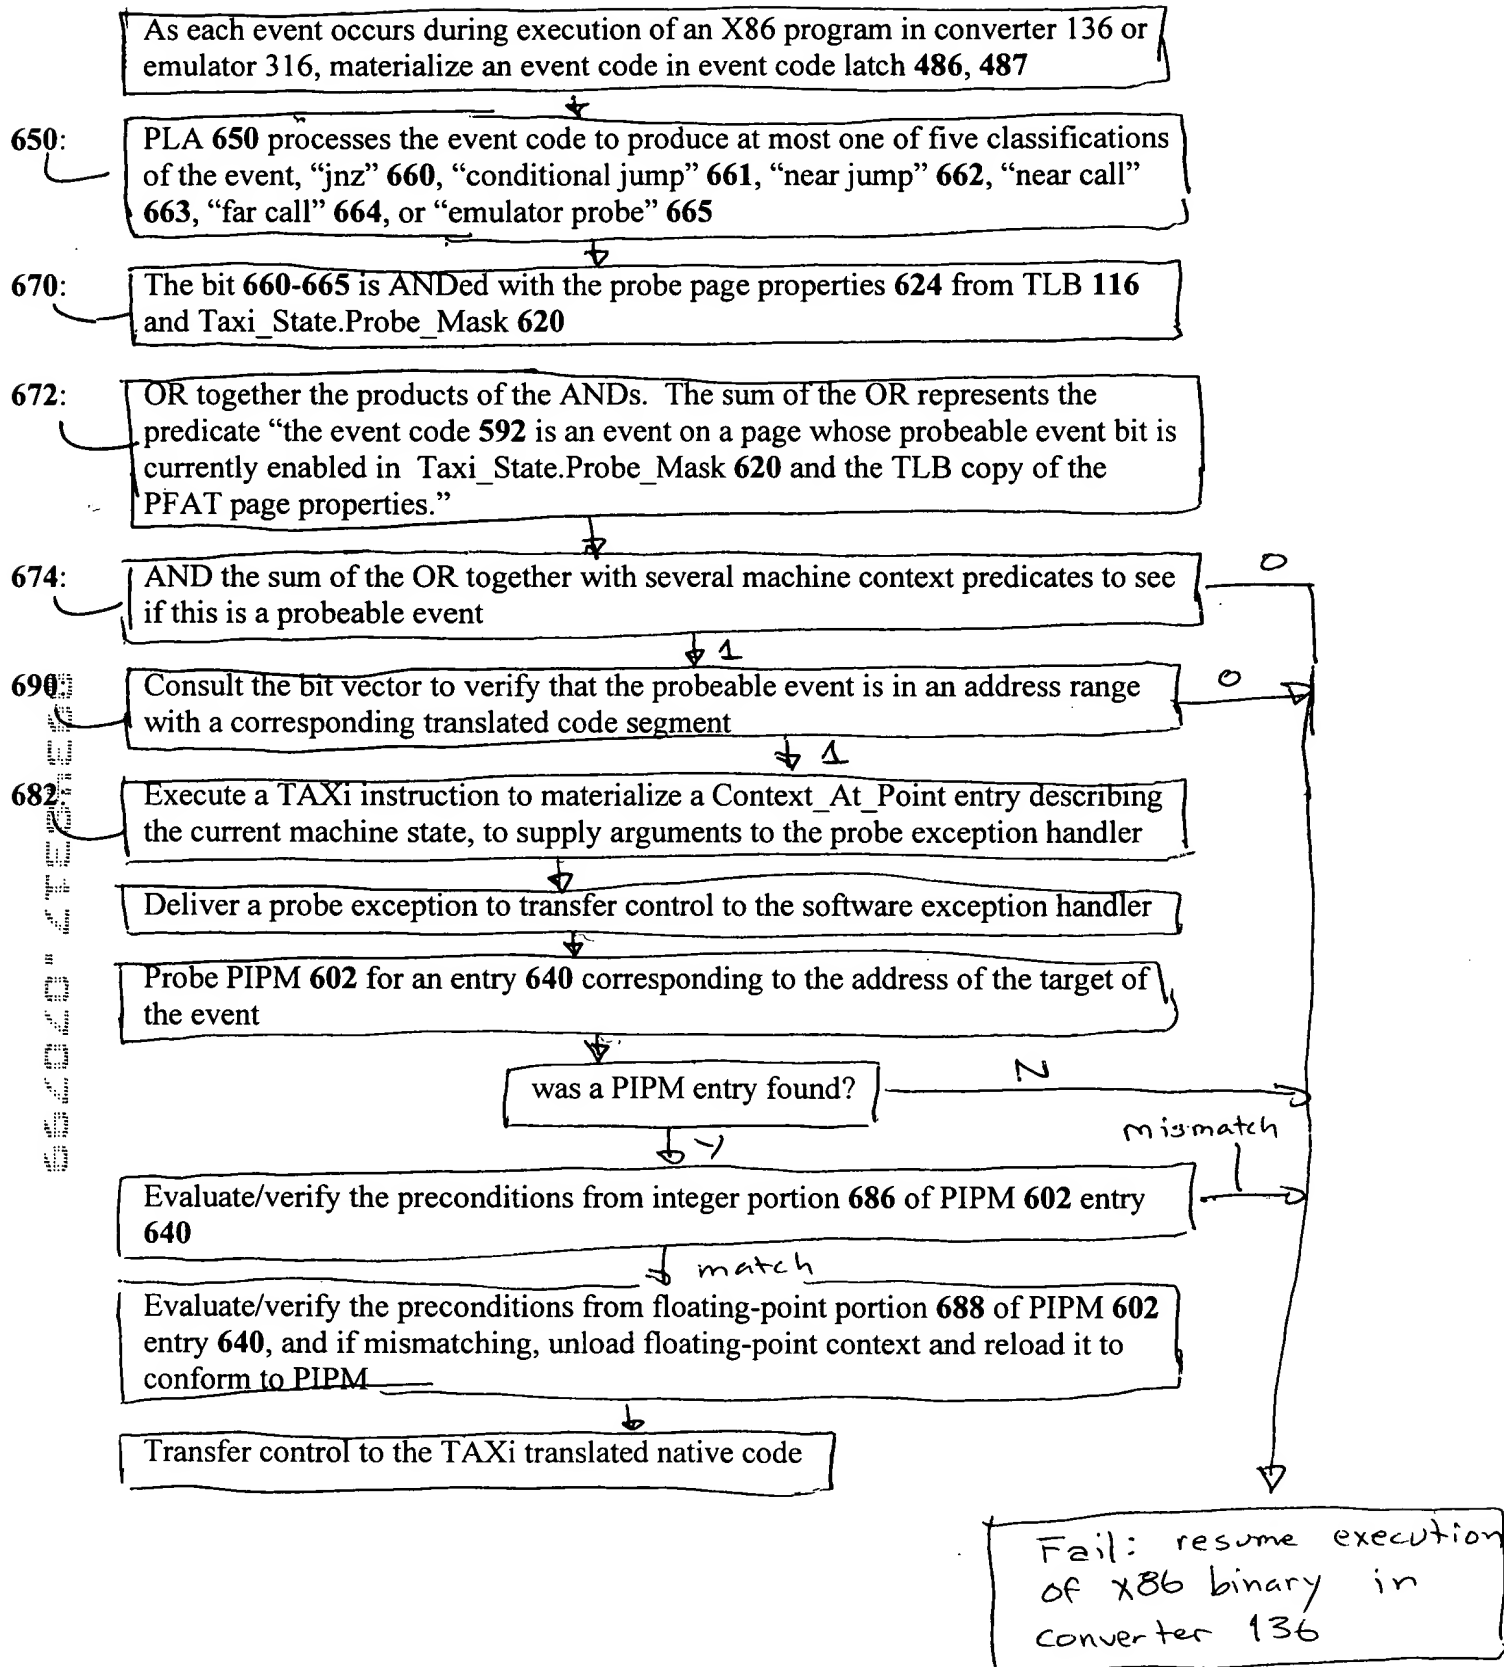 As each event occurs during execution of an X86 program in converter 136 or
emulator 316, materialize an event code in event code latch 486, 487
650:
PLA 650 processes the event code to produce at most one of five classifications
of the event, “jnz” 660, “conditional jump” 661, “near jump” 662, “near call”
663, “far call” 664, or “emulator probe” 665
670:
The bit 660-665 is ANDed with the probe page properties 624 from TLB 116
and Taxi_State.Probe_Mask 620
672:
OR together the products of the ANDs. The sum of the OR represents the
predicate “the event code 592 is an event on a page whose probeable event bit is
currently enabled in Taxi_State.Probe_Mask 620 and the TLB copy of the
PFAT page properties.”
674:
AND the sum of the OR together with several machine context predicates to see
if this is a probeable event
0
1
690:
Consult the bit vector to verify that the probeable event is in an address range
with a corresponding translated code segment
0
1
682:
Execute a TAXi instruction to materialize a Context_At_Point entry describing
the current machine state, to supply arguments to the probe exception handler
Deliver a probe exception to transfer control to the software exception handler
Probe PIPM 602 for an entry 640 corresponding to the address of the target of
the event
was a PIPM entry found?
N
Y
mismatch
Evaluate/verify the preconditions from integer portion 686 of PIPM 602 entry
640
match
Evaluate/verify the preconditions from floating-point portion 688 of PIPM 602
entry 640, and if mismatching, unload floating-point context and reload it to
conform to PIPM
Transfer control to the TAXi translated native code
Fail: resume execution
of X86 binary in
converter 136